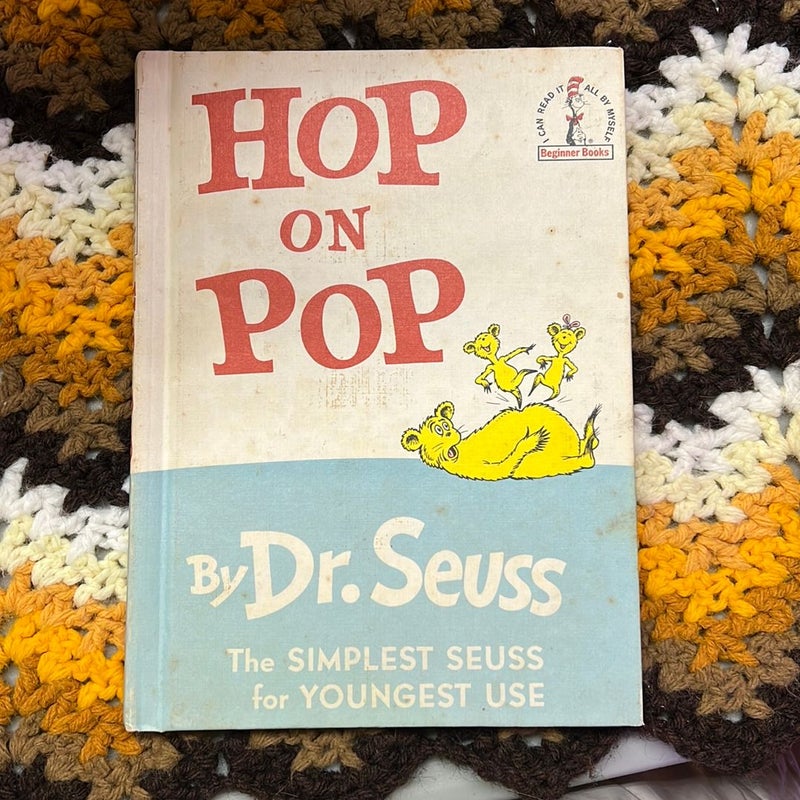 HOP
ON
POP
I CAN READ IT ALL BY MYSELF
Beginner Books
By Dr. Seuss
The SIMPLEST SEUSS
for YOUNGEST USE